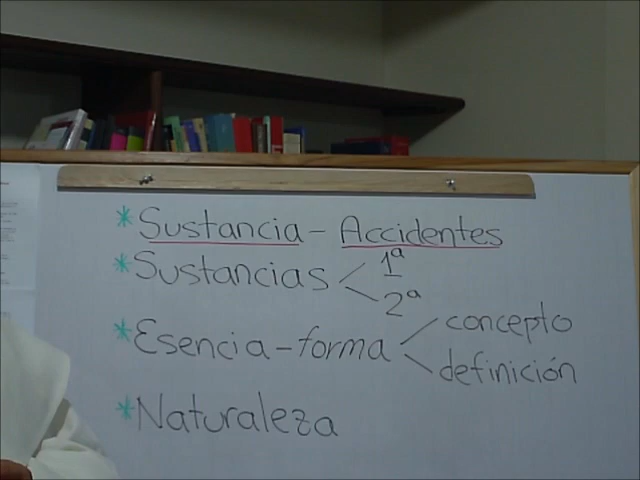 * Sustancia - Accidentes
* Sustancias < 1ª
2ª
* Esencia - forma < concepto
definición
* Naturaleza